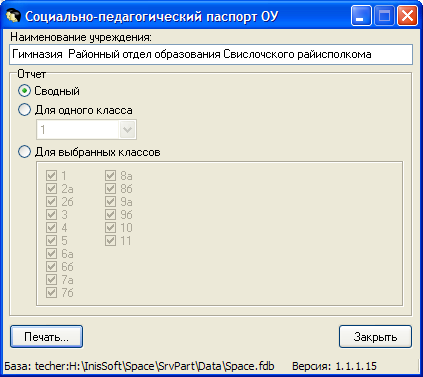 Социально-педагогический паспорт ОУ
Наименование учреждения:
Гимназия Районный отдел образования Свислочского райисполкома
Отчет
Сводный
Для одного класса
1
Для выбранных классов
1
2а
2б
3
4
5
6а
6б
7а
7б
8а
8б
9а
9б
10
11
Печать...
Закрыть
База: techer:H:\InisSoft\Space\SrvPart\Data\Space.fdb Версия: 1.1.1.15